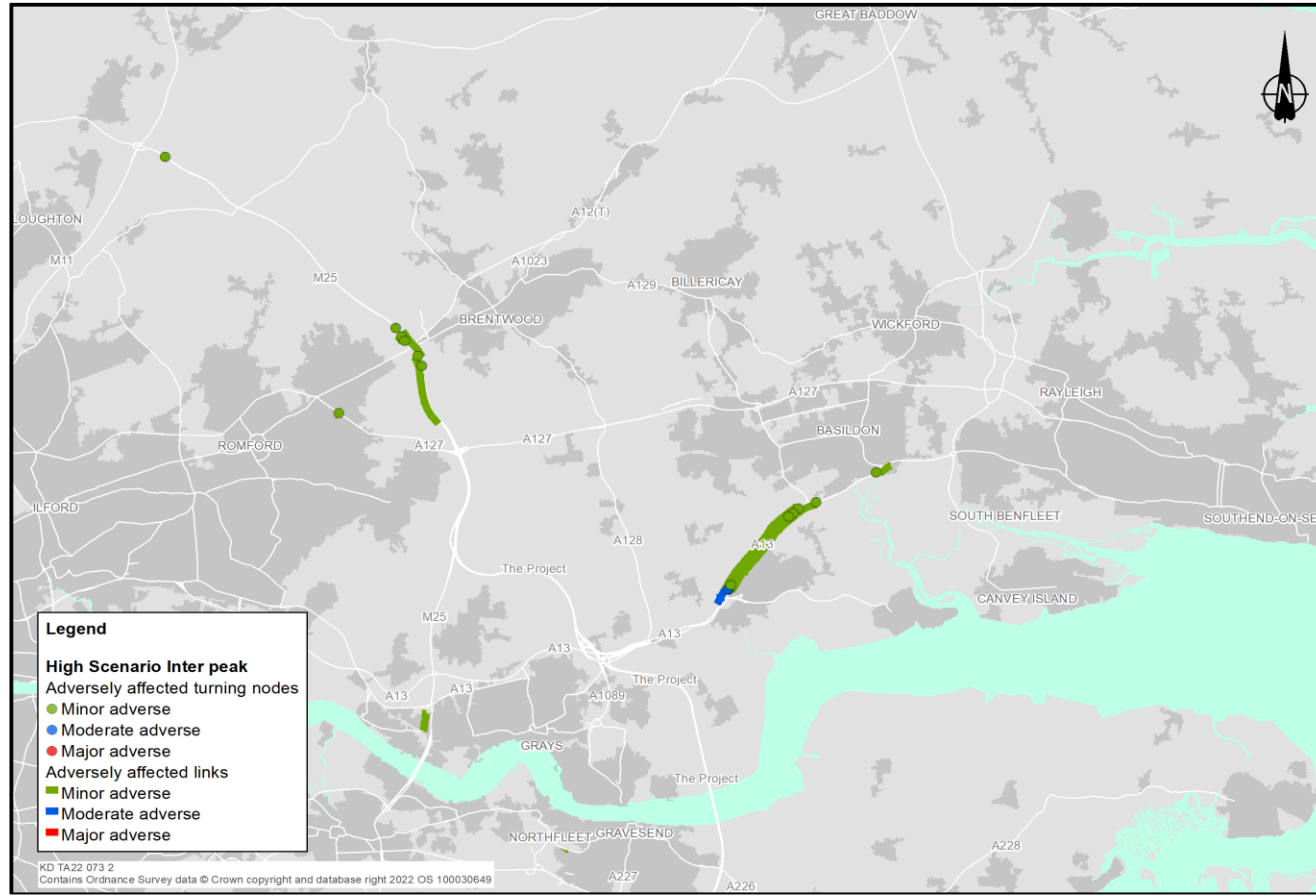 GREAT BADDOW
N
LOUGHTON
M11
A12(T)
M25
A1023
A129
BILLERICAY
BRENTWOOD
WICKFORD
A127
RAYLEIGH
BASILDON
ROMFORD
A127
A127
ILFORD
SOUTH BENFLEET
SOUTHEND-ON-SE
A128
A13
The Project
CANVEY ISLAND
M25
A13
A13
The Project
A13
A13
A1089
GRAYS
The Project
NORTHFLEET
GRAVESEND
A228
A227
A226
Legend
High Scenario Inter peak
Adversely affected turning nodes
Minor adverse
Moderate adverse
Major adverse
Adversely affected links
Minor adverse
Moderate adverse
Major adverse
KD TA22 073 2
Contains Ordnance Survey data © Crown copyright and database right 2022 OS 100030649